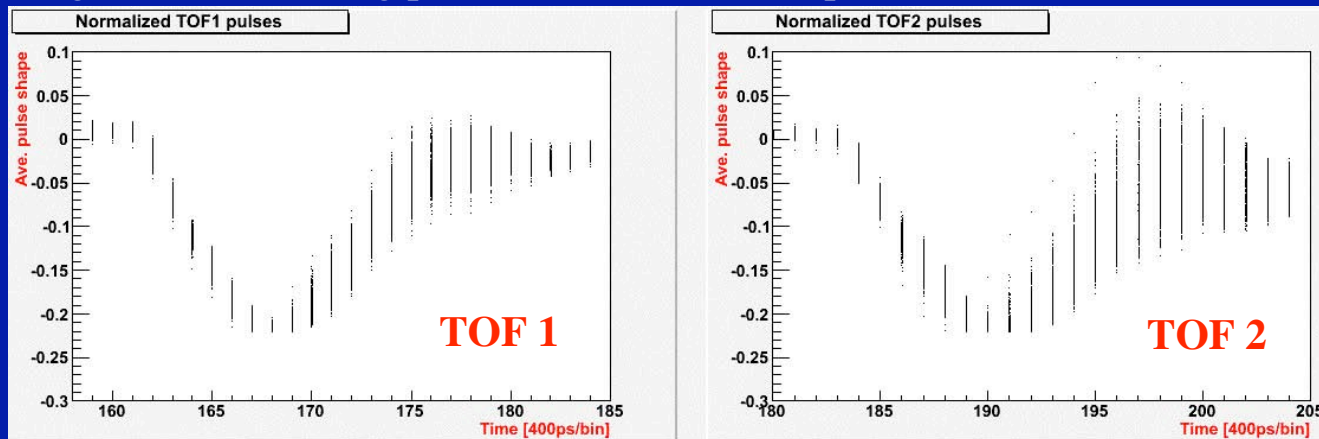 Normalized TOF1 pulses
Ave. pulse shape
0.1
0.05
0
-0.05
-0.1
-0.15
-0.2
-0.25
-0.3
TOF 1
160 165 170 175 180 185
Time [400ps/bin]
Normalized TOF2 pulses
Ave. pulse shape
0.1
0.05
0
-0.05
-0.1
-0.15
-0.2
-0.25
-0.3
TOF 2
180 185 190 195 200 205
Time [400ps/bin]